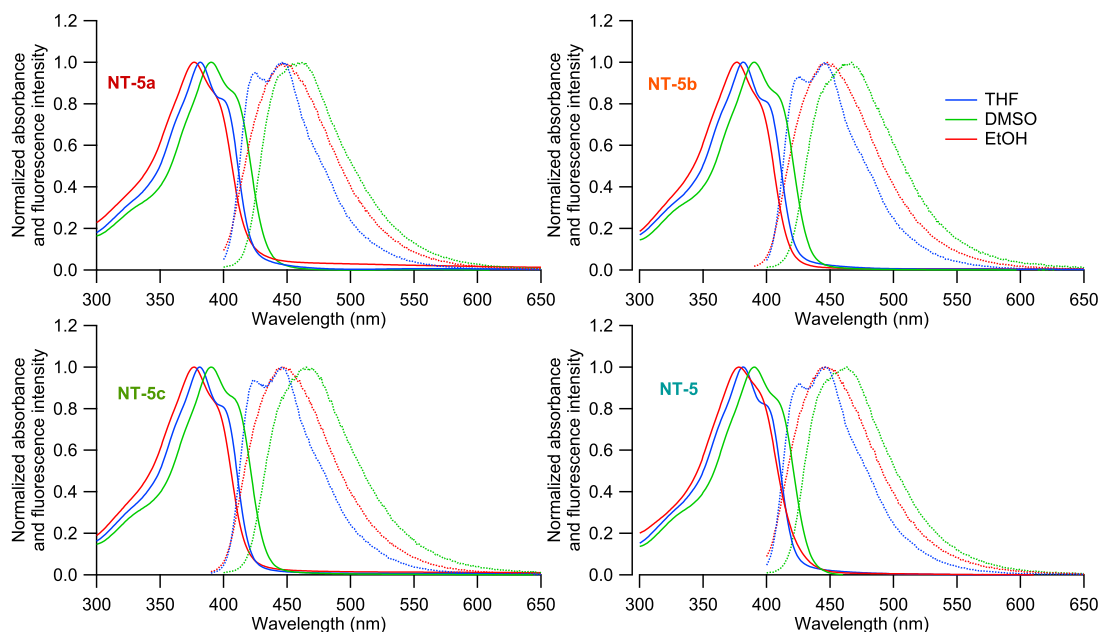 Normalized absorbance
and fluorescence intensity
1.2
1.0
0.8
0.6
0.4
0.2
0.0
NT-5a
300 350 400 450 500 550 600 650
Wavelength (nm)
Normalized absorbance
and fluorescence intensity
1.2
1.0
0.8
0.6
0.4
0.2
0.0
NT-5b
THF
DMSO
EtOH
300 350 400 450 500 550 600 650
Wavelength (nm)
Normalized absorbance
and fluorescence intensity
1.2
1.0
0.8
0.6
0.4
0.2
0.0
NT-5c
300 350 400 450 500 550 600 650
Wavelength (nm)
Normalized absorbance
and fluorescence intensity
1.2
1.0
0.8
0.6
0.4
0.2
0.0
NT-5
300 350 400 450 500 550 600 650
Wavelength (nm)